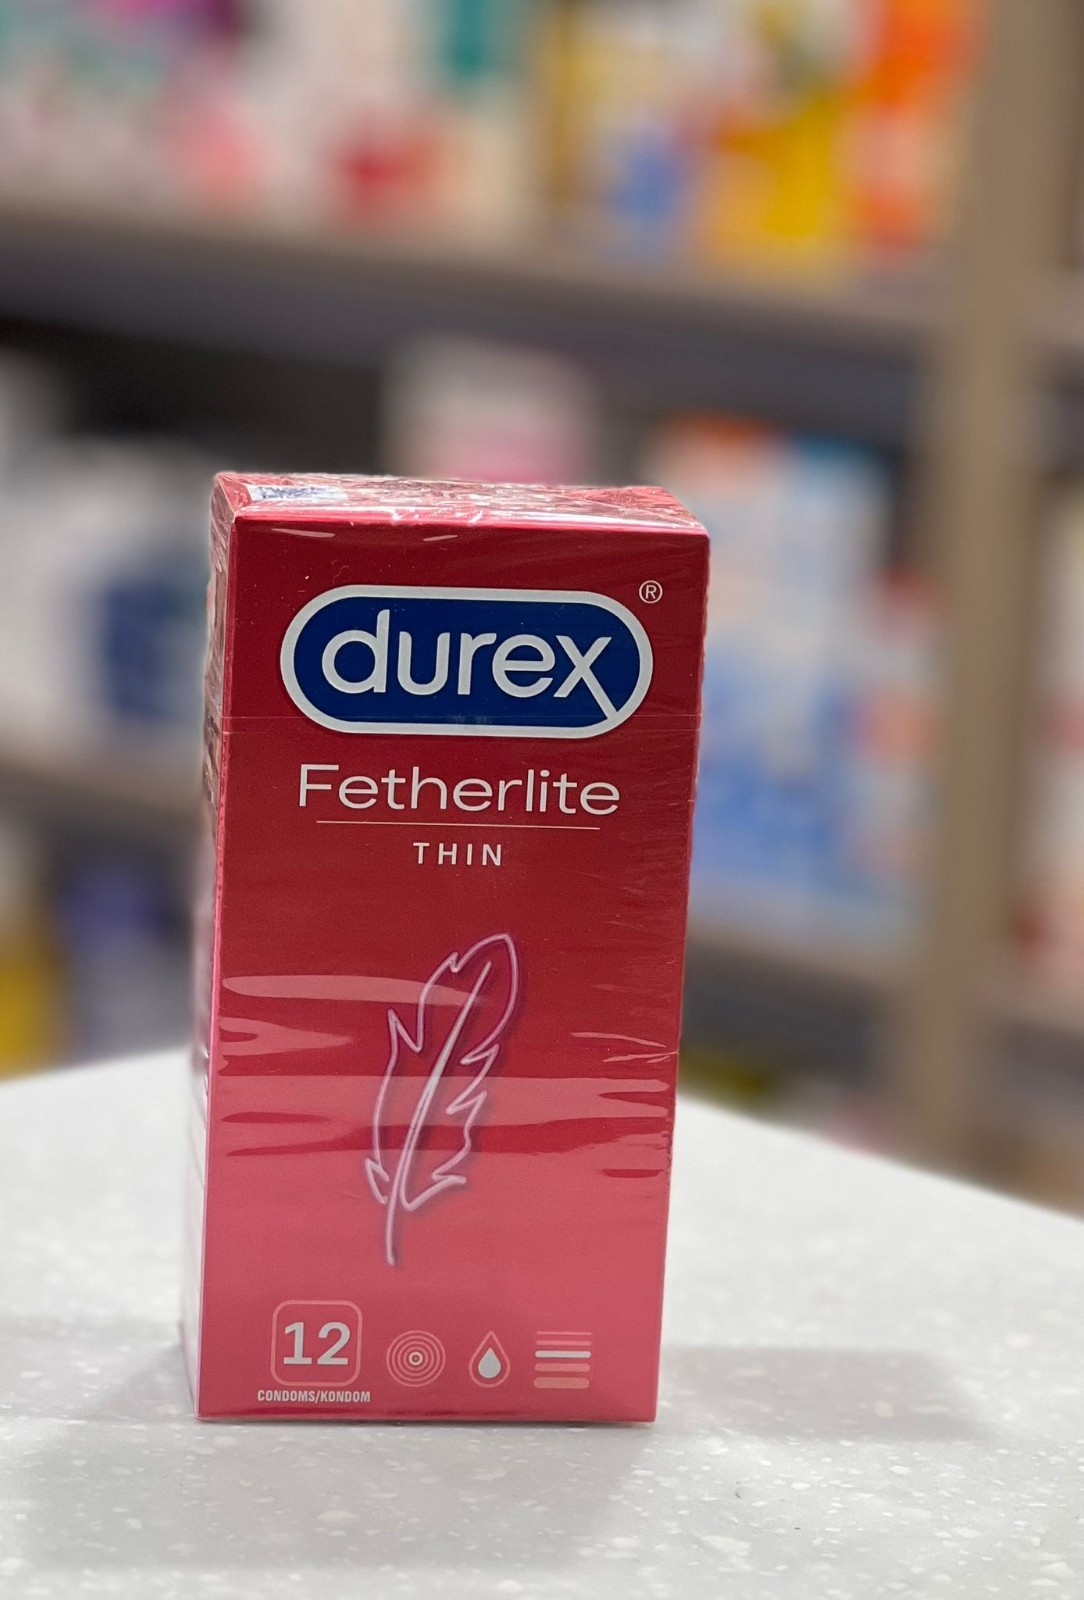 durex®
Fetherlite
THIN
12
CONDOMS/KONDOM